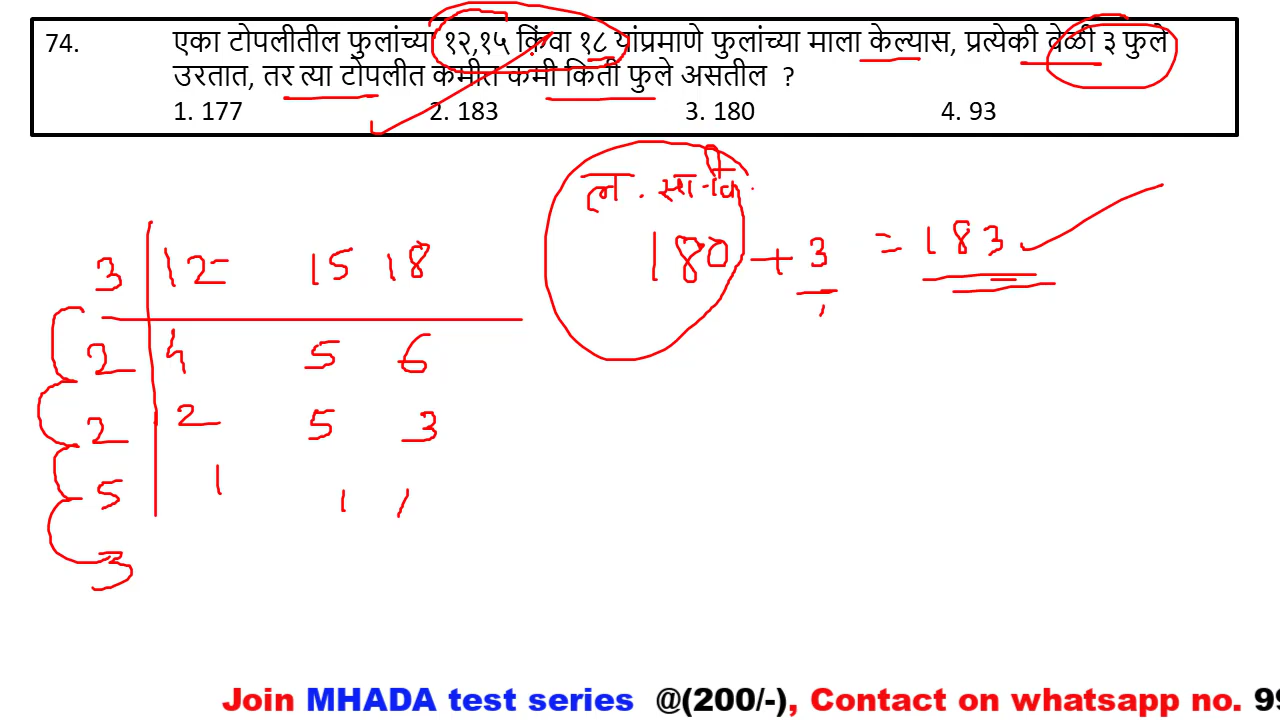 74. एका टोपलीतील फुलांच्या १२,१५ किंवा १८ यांप्रमाणे फुलांच्या माला केल्यास, प्रत्येकी वेळी ३ फुले
उरतात, तर त्या टोपलीत कमीत कमी किती फुले असतील ?
1. 177 2. 183 3. 180 4. 93
ल. सा. वि.
180 + 3 = 183
3 12 15 18
2 4 5 6
2 2 5 3
5 1 1 1
3
Join MHADA test series @(200/-), Contact on whatsapp no. 99